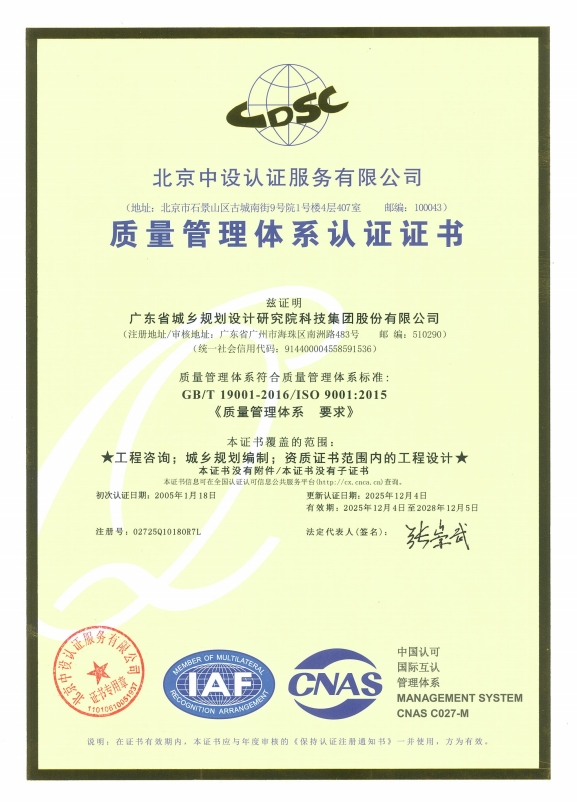 CDSC
北京中设认证服务有限公司
（地址：北京市石景山区古城南街9号院1号楼4层407室 邮编：100043）
质量管理体系认证证书
兹证明
广东省城乡规划设计研究院科技集团股份有限公司
（注册地址/审核地址：广东省广州市海珠区南洲路483号 邮 编：510290）
（统一社会信用代码：914400004558591536）
质量管理体系符合质量管理体系标准：
GB/T 19001-2016/ISO 9001:2015
《质量管理体系 要求》
本证书覆盖的范围：
★工程咨询；城乡规划编制；资质证书范围内的工程设计★
本证书没有附件/本证书没有子证书
本证书信息可在全国认证认可信息公共服务平台(http://cx.cnca.cn)查询。
初次认证日期：2005年1月18日
更新认证日期：2025年12月4日
有 效 期：2025年12月4日至2028年12月5日
注册号：02725Q10180R7L
法定代表人(签名)：
北京中设认证服务有限公司
证书专用章
MEMBER OF MULTILATERAL
IAF
RECOGNITION ARRANGEMENT
CNAS
中国认可
国际互认
管理体系
MANAGEMENT SYSTEM
CNAS C027-M
说明：在证书有效期内，本证书应与年度审核的《保持认证注册通知书》一并使用，方为有效。